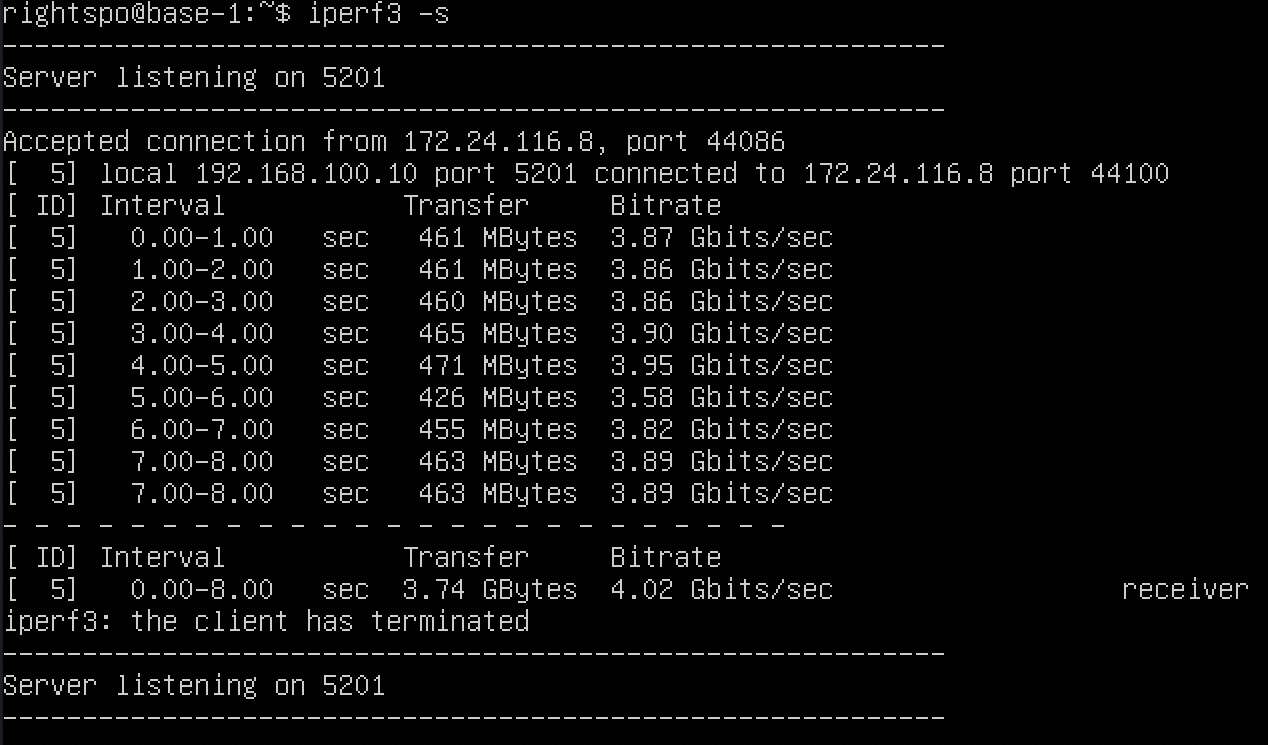 rightspo@base-1:~$ iperf3 -s
-----------------------------------------------------------
Server listening on 5201
-----------------------------------------------------------
Accepted connection from 172.24.116.8, port 44086
[  5] local 192.168.100.10 port 5201 connected to 172.24.116.8 port 44100
[ ID] Interval           Transfer     Bitrate
[  5]   0.00-1.00   sec   461 MBytes  3.87 Gbits/sec
[  5]   1.00-2.00   sec   461 MBytes  3.86 Gbits/sec
[  5]   2.00-3.00   sec   460 MBytes  3.86 Gbits/sec
[  5]   3.00-4.00   sec   465 MBytes  3.90 Gbits/sec
[  5]   4.00-5.00   sec   471 MBytes  3.95 Gbits/sec
[  5]   5.00-6.00   sec   426 MBytes  3.58 Gbits/sec
[  5]   6.00-7.00   sec   455 MBytes  3.82 Gbits/sec
[  5]   7.00-8.00   sec   463 MBytes  3.89 Gbits/sec
[  5]   7.00-8.00   sec   463 MBytes  3.89 Gbits/sec
- - - - - - - - - - - - - - - - - - - - - - - - -
[ ID] Interval           Transfer     Bitrate
[  5]   0.00-8.00   sec  3.74 GBytes  4.02 Gbits/sec                  receiver
iperf3: the client has terminated
-----------------------------------------------------------
Server listening on 5201
-----------------------------------------------------------